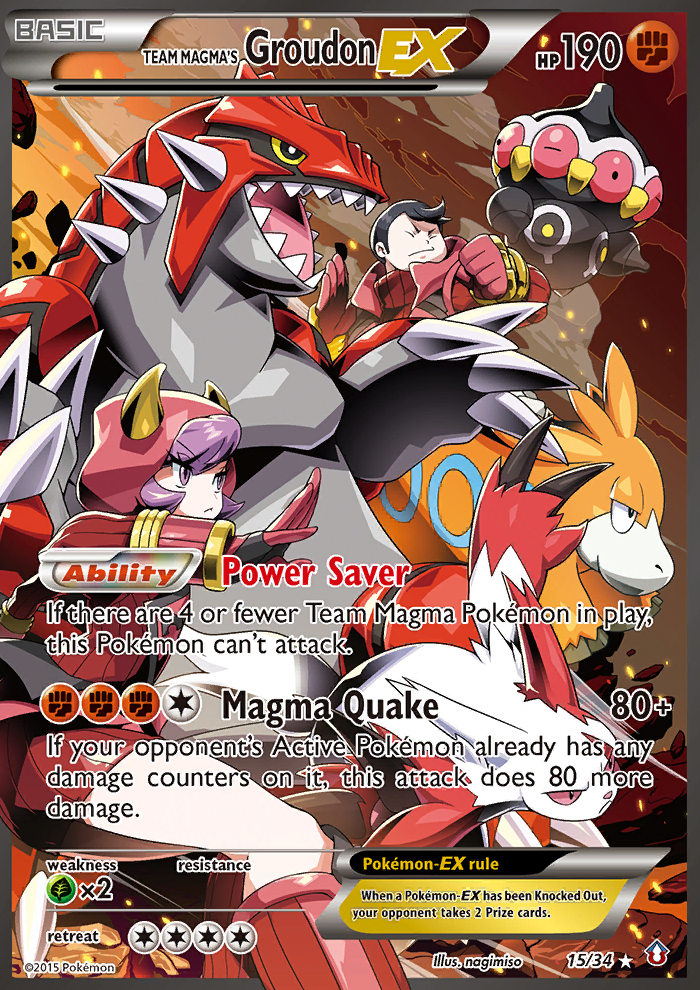 BASIC
TEAM MAGMA'S Groudon EX
HP 190
Ability Power Saver
If there are 4 or fewer Team Magma Pokémon in play,
this Pokémon can't attack.
Magma Quake 80+
If your opponent's Active Pokémon already has any
damage counters on it, this attack does 80 more
damage.
weakness resistance
×2
Pokémon-EX rule
When a Pokémon-EX has been Knocked Out,
your opponent takes 2 Prize cards.
retreat
©2015 Pokémon
Illus. nagimiso
15/34 ★